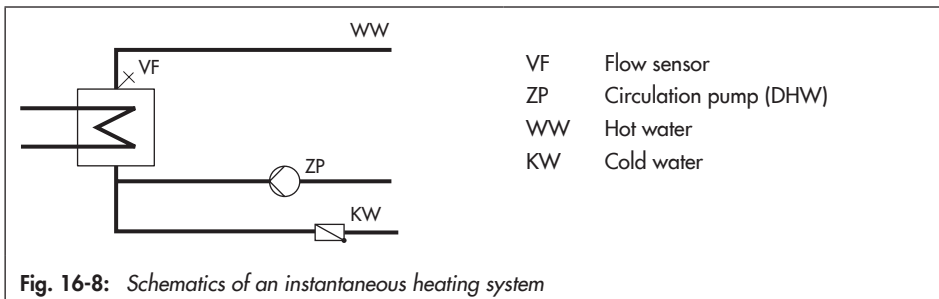 WW
VF
ZP
KW
VF Flow sensor
ZP Circulation pump (DHW)
WW Hot water
KW Cold water
Fig. 16-8: Schematics of an instantaneous heating system